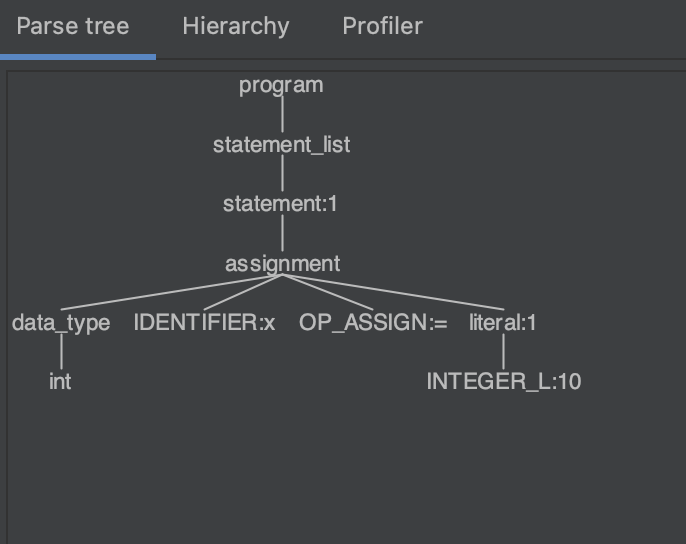 Parse tree Hierarchy Profiler
program
statement_list
statement:1
assignment
data_type IDENTIFIER:x OP_ASSIGN:= literal:1
int INTEGER_L:10